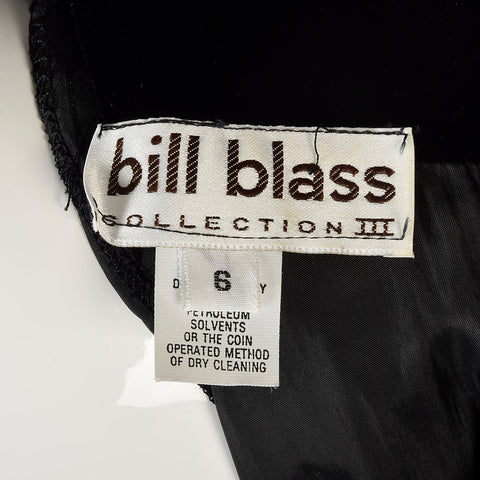 bill blass
COLLECTION III
6
PETROLEUM
SOLVENTS
OR THE COIN
OPERATED METHOD
OF DRY CLEANING